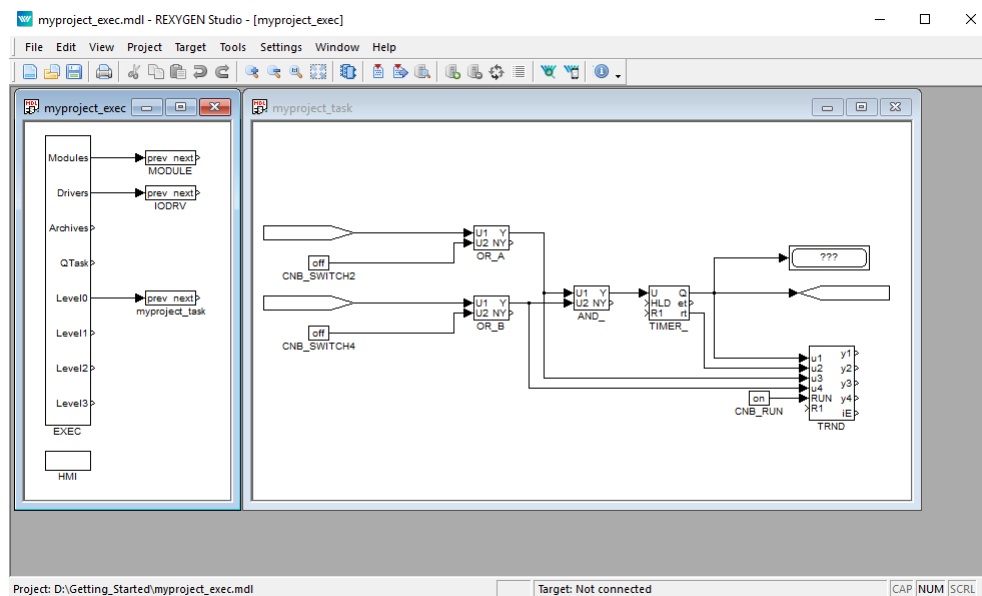 myproject_exec.mdl - REXYGEN Studio - [myproject_exec]
File Edit View Project Target Tools Settings Window Help
myproject_exec
Modules
prev next
MODULE
Drivers
prev next
IODRV
Archives
QTask
Level0
prev next
myproject_task
Level1
Level2
Level3
EXEC
HMI
myproject_task
U1 Y
U2 NY
OR_A
off
CNB_SWITCH2
U1 Y
U2 NY
OR_B
off
CNB_SWITCH4
U1 Y
U2 NY
AND_
U Q
HLD et
R1 rt
TIMER_
???
u1 y1
u2 y2
u3 y3
u4 y4
RUN
R1 iE
TRND
on
CNB_RUN
Project: D:\Getting_Started\myproject_exec.mdl
Target: Not connected
CAP NUM SCRL